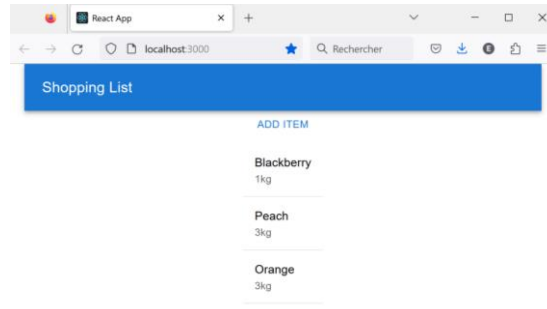 React App
localhost:3000
Rechercher
Shopping List
ADD ITEM
Blackberry
1kg
Peach
3kg
Orange
3kg